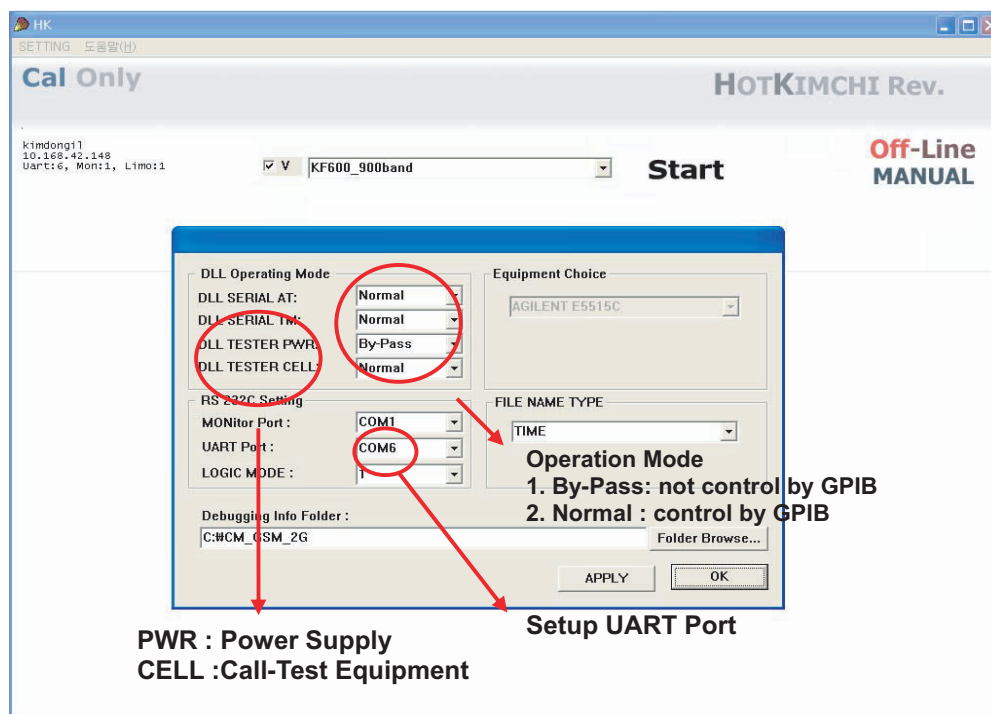 HK
SETTING 도움말(H)
Cal Only
HOTKIMCHI Rev.
kimdongil
10.168.42.148
Uart:6, Mon:1, Limo:1
V KF600_900band
Start
Off-Line
MANUAL
DLL Operating Mode
DLL SERIAL AT: Normal
DLL SERIAL TM: Normal
DLL TESTER PWR: By-Pass
DLL TESTER CELL: Normal
Equipment Choice
AGILENT E5515C
RS 232C Setting
MONitor Port : COM1
UART Port : COM6
LOGIC MODE : 1
FILE NAME TYPE
TIME
Operation Mode
1. By-Pass: not control by GPIB
2. Normal : control by GPIB
Debugging Info Folder :
C:₩CM_GSM_2G
Folder Browse...
APPLY OK
Setup UART Port
PWR : Power Supply
CELL :Call-Test Equipment